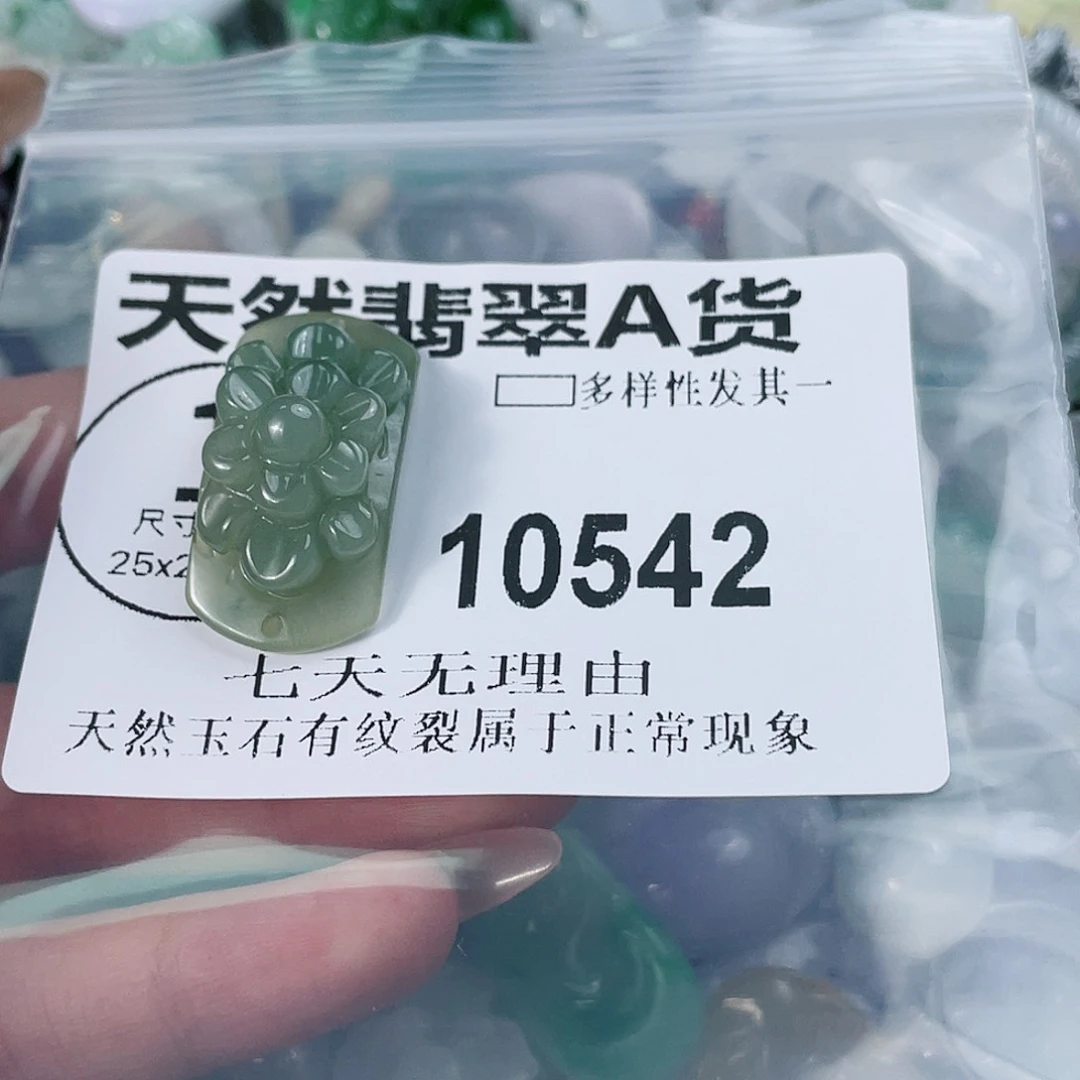 天然翡翠A货
多样性发其一
尺寸
25x2
10542
七天无理由
天然玉石有纹裂属于正常现象